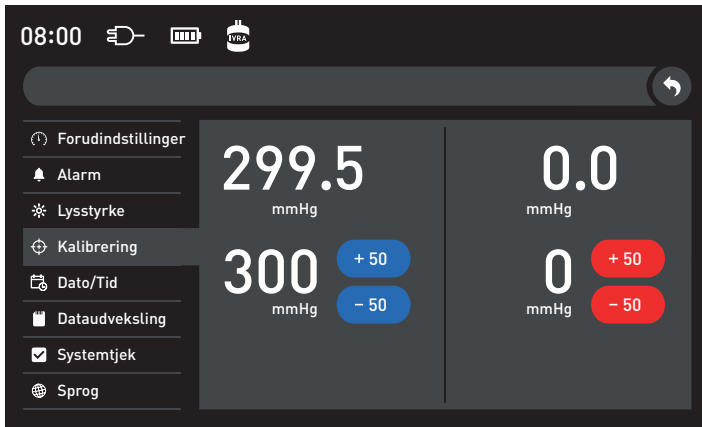 08:00
IVRA
Forudindstillinger
Alarm
Lysstyrke
Kalibrering
Dato/Tid
Dataudveksling
Systemtjek
Sprog
299.5
mmHg
300
mmHg
+ 50
− 50
0.0
mmHg
0
mmHg
+ 50
− 50